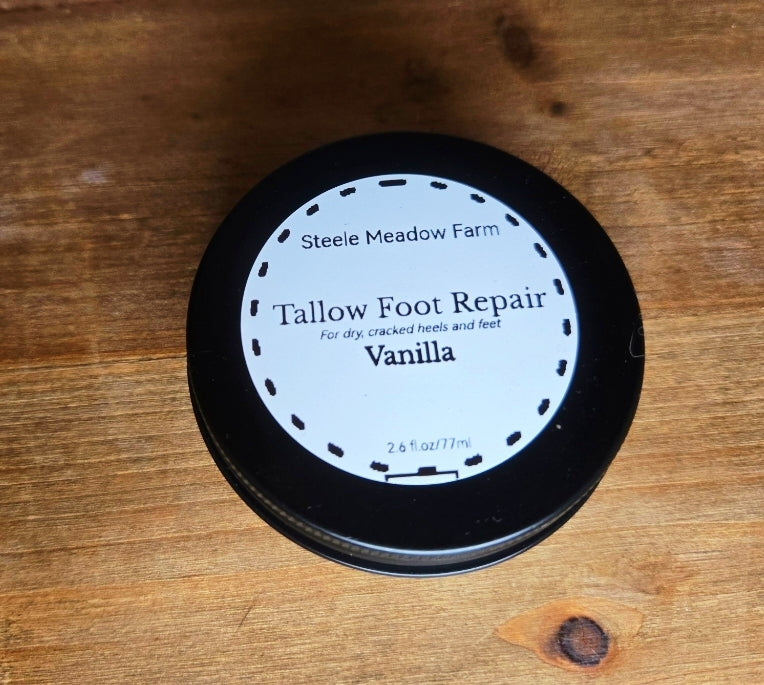 Steele Meadow Farm
Tallow Foot Repair
For dry, cracked heels and feet
Vanilla
2.6 fl.oz/77ml